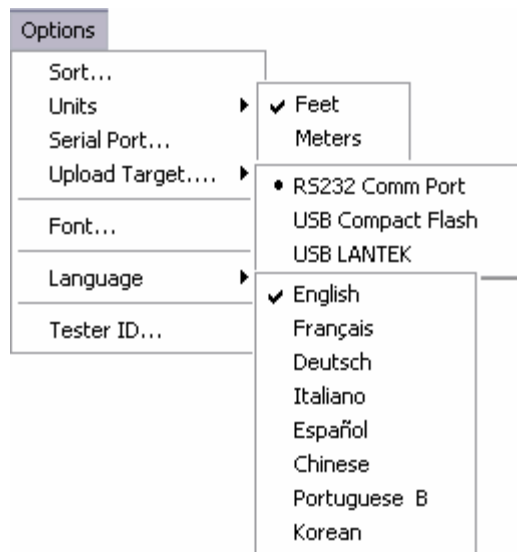 Options
Sort...
Units
Feet
Meters
Serial Port...
Upload Target....
RS232 Comm Port
USB Compact Flash
USB LANTEK
Font...
Language
English
Français
Deutsch
Italiano
Español
Chinese
Portuguese B
Korean
Tester ID...